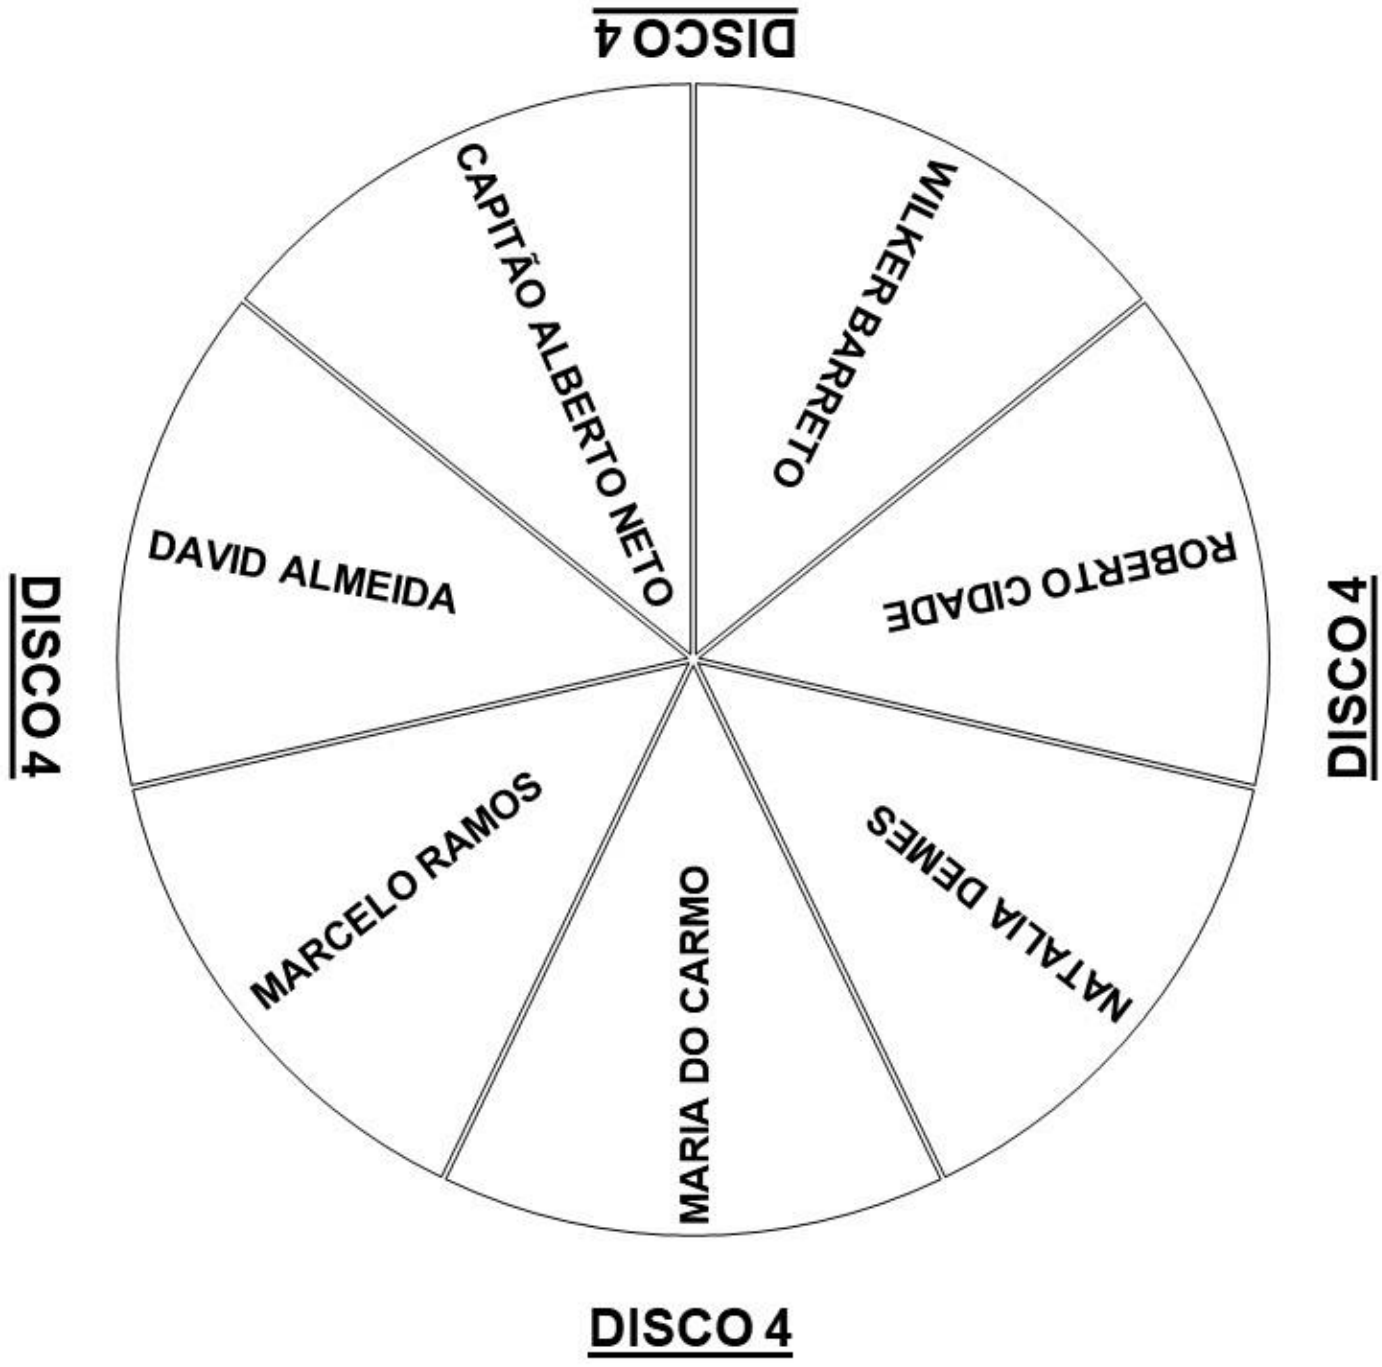 DISCO 4
WILKER BARRETO
ROBERTO CIDADE
NATALIA DEMES
MARIA DO CARMO
MARCELO RAMOS
DAVID ALMEIDA
CAPITÃO ALBERTO NETO
DISCO 4
DISCO 4
DISCO 4